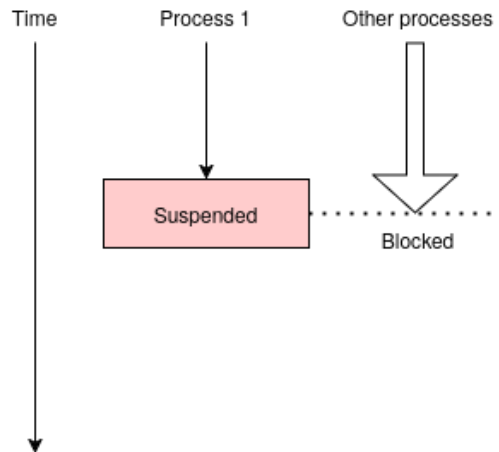 Time
Process 1
Other processes
Suspended
Blocked